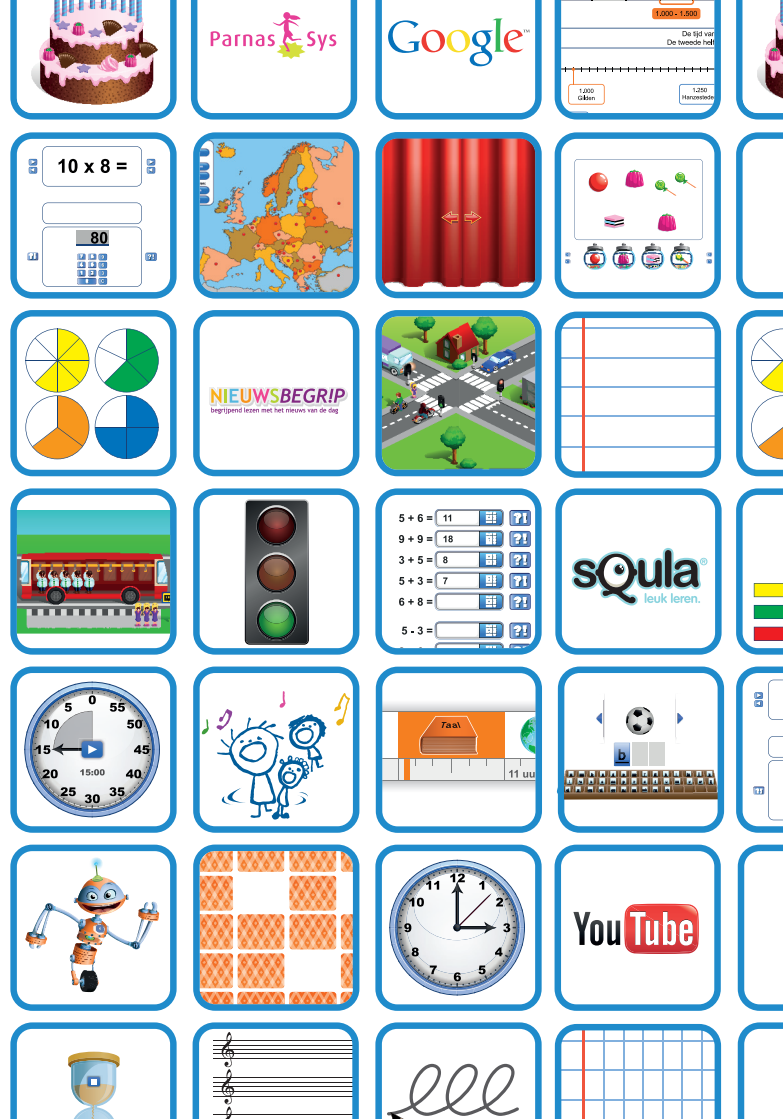 Parnas Sys
Google™
1.000 - 1.500
De tijd van
De tweede helf
1.000
Gilden
1.250
Hanzestede
10 x 8 =
80
?!
?!
NIEUWSBEGR!P
begrijpend lezen met het nieuws van de dag
5 + 6 = 11 ?!
9 + 9 = 18 ?!
3 + 5 = 8 ?!
5 + 3 = 7 ?!
6 + 8 = ?!
5 - 3 = ?!
sQula®
leuk leren.
0
55
50
45
40
35
30
25
20
15
10
5
15:00
Taal
11 uu
b
12
1
2
3
4
5
6
7
8
9
10
11
YouTube